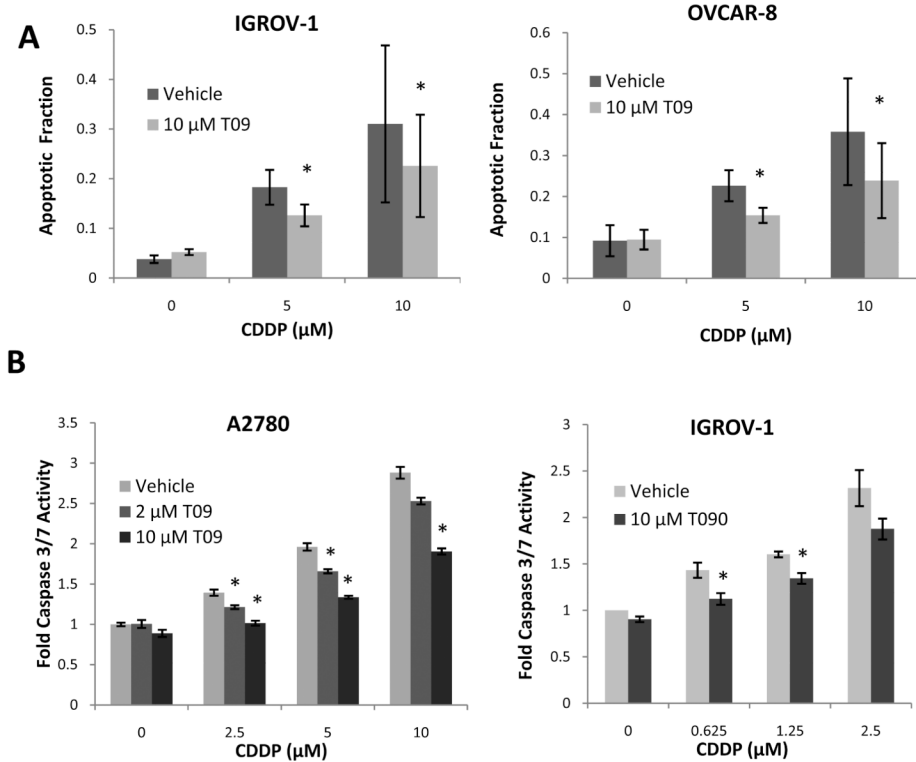 A
IGROV-1
0.5
0.4
0.3
0.2
0.1
0
Apoptotic Fraction
Vehicle
10 µM T09
*
*
0
5
10
CDDP (µM)
OVCAR-8
0.6
0.5
0.4
0.3
0.2
0.1
0
Apoptotic Fraction
Vehicle
10 µM T09
*
*
0
5
10
CDDP (µM)
B
A2780
3.5
3
2.5
2
1.5
1
0.5
0
Fold Caspase 3/7 Activity
Vehicle
2 µM T09
10 µM T09
*
*
*
*
*
0
2.5
5
10
CDDP (µM)
IGROV-1
3
2.5
2
1.5
1
0.5
0
Fold Caspase 3/7 Activity
Vehicle
10 µM T090
*
*
0
0.625
1.25
2.5
CDDP (µM)